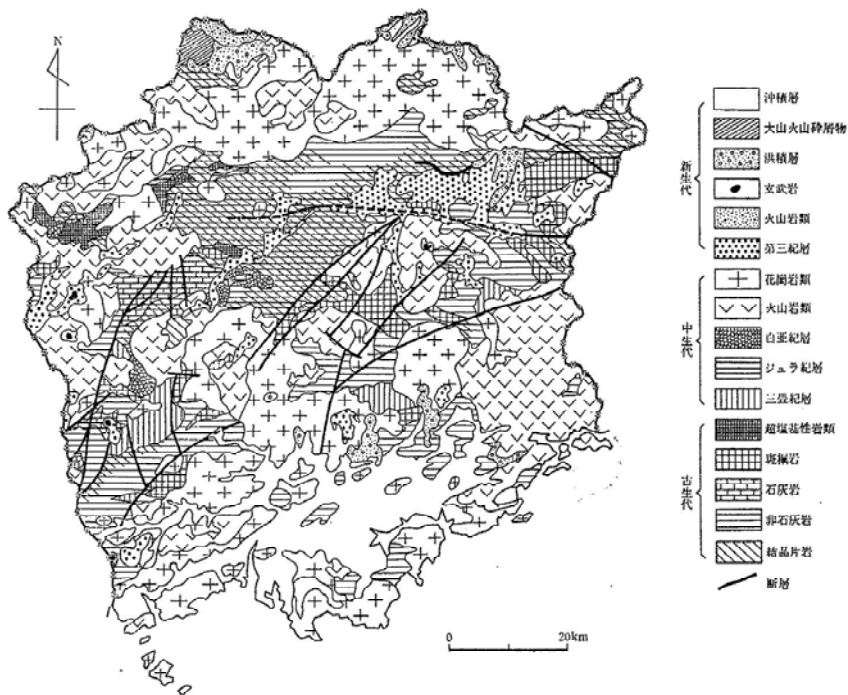 N
沖積層
大山火山砕屑物
洪積層
玄武岩
火山岩類
第三紀層
新生代
花崗岩類
火山岩類
白亜紀層
ジュラ紀層
三畳紀層
中生代
超塩基性岩類
斑糲岩
石灰岩
非石灰岩
結晶片岩
古生代
断層
0 20km